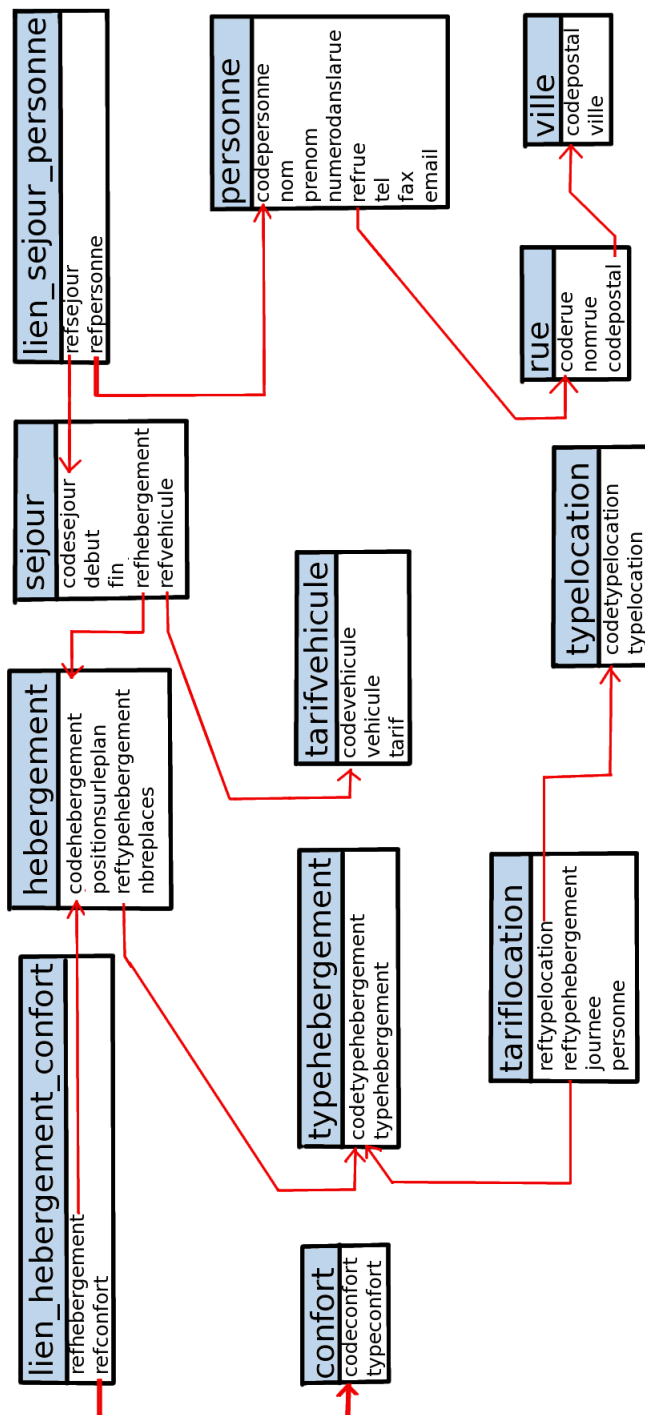 lien_hebergement_confort
refhebergement
refconfort
hebergement
codehebergement
positionsurleplan
reftypehebergement
nbreplaces
sejour
codesejour
debut
fin
refhebergement
refvehicule
lien_sejour_personne
refsejour
refpersonne
confort
codeconfort
typeconfort
typehebergement
codetypehebergement
typehebergement
tarifvehicule
codevehicule
vehicule
tarif
personne
codepersonne
nom
prenom
numerodanslarue
refrue
tel
fax
email
tariflocation
reftypelocation
reftypehebergement
journee
personne
typelocation
codetypelocation
typelocation
rue
coderue
nomrue
codepostal
ville
codepostal
ville